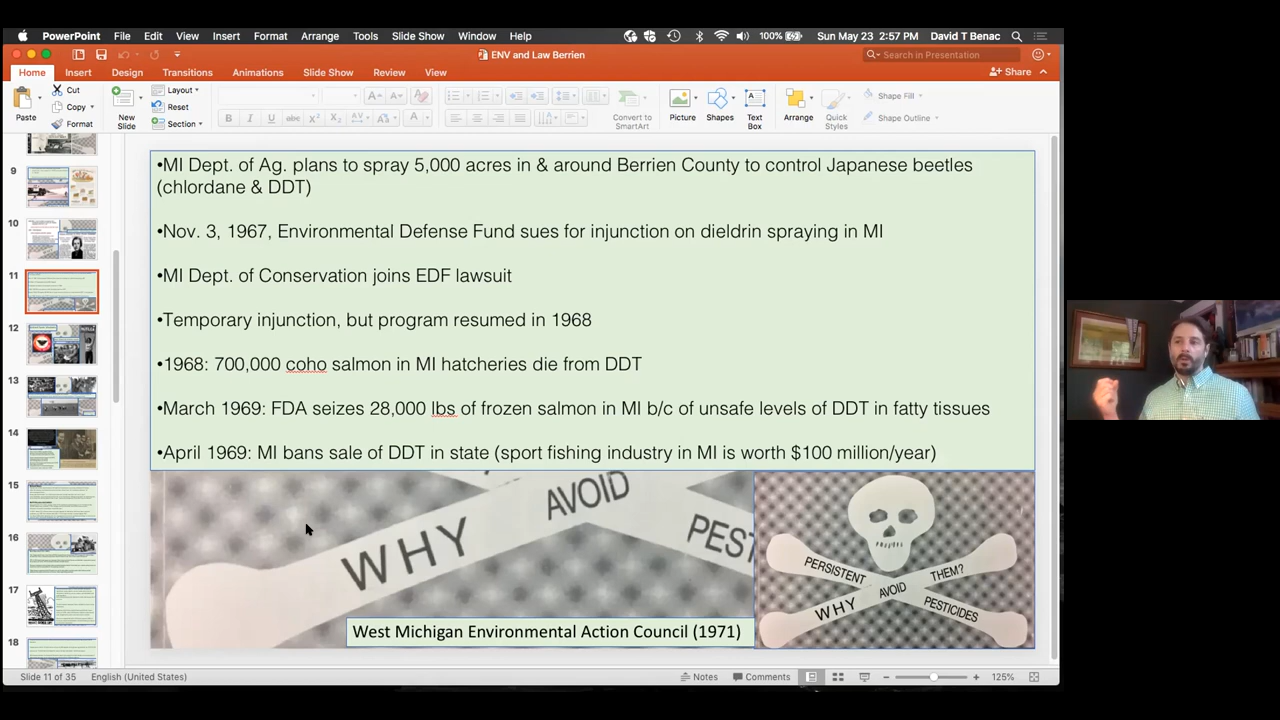 PowerPoint File Edit View Insert Format Arrange Tools Slide Show Window Help 100% Sun May 23 2:57 PM David T Benac
ENV and Law Berrien Search in Presentation
Home Insert Design Transitions Animations Slide Show Review View Share
Paste Cut Copy Format New Slide Layout Reset Section Convert to SmartArt Picture Shapes Text Box Arrange Quick Styles Shape Fill Shape Outline
•MI Dept. of Ag. plans to spray 5,000 acres in & around Berrien County to control Japanese beetles
(chlordane & DDT)
•Nov. 3, 1967, Environmental Defense Fund sues for injunction on dieldrin spraying in MI
•MI Dept. of Conservation joins EDF lawsuit
•Temporary injunction, but program resumed in 1968
•1968: 700,000 coho salmon in MI hatcheries die from DDT
•March 1969: FDA seizes 28,000 lbs of frozen salmon in MI b/c of unsafe levels of DDT in fatty tissues
•April 1969: MI bans sale of DDT in state (sport fishing industry in MI is worth $100 million/year)
WHY AVOID PEST
PERSISTENT THEM?
WHY AVOID PESTICIDES
West Michigan Environmental Action Council (1971)
9
10
11
12
13
14
15
16
17
18
Slide 11 of 35 English (United States) Notes Comments 125%